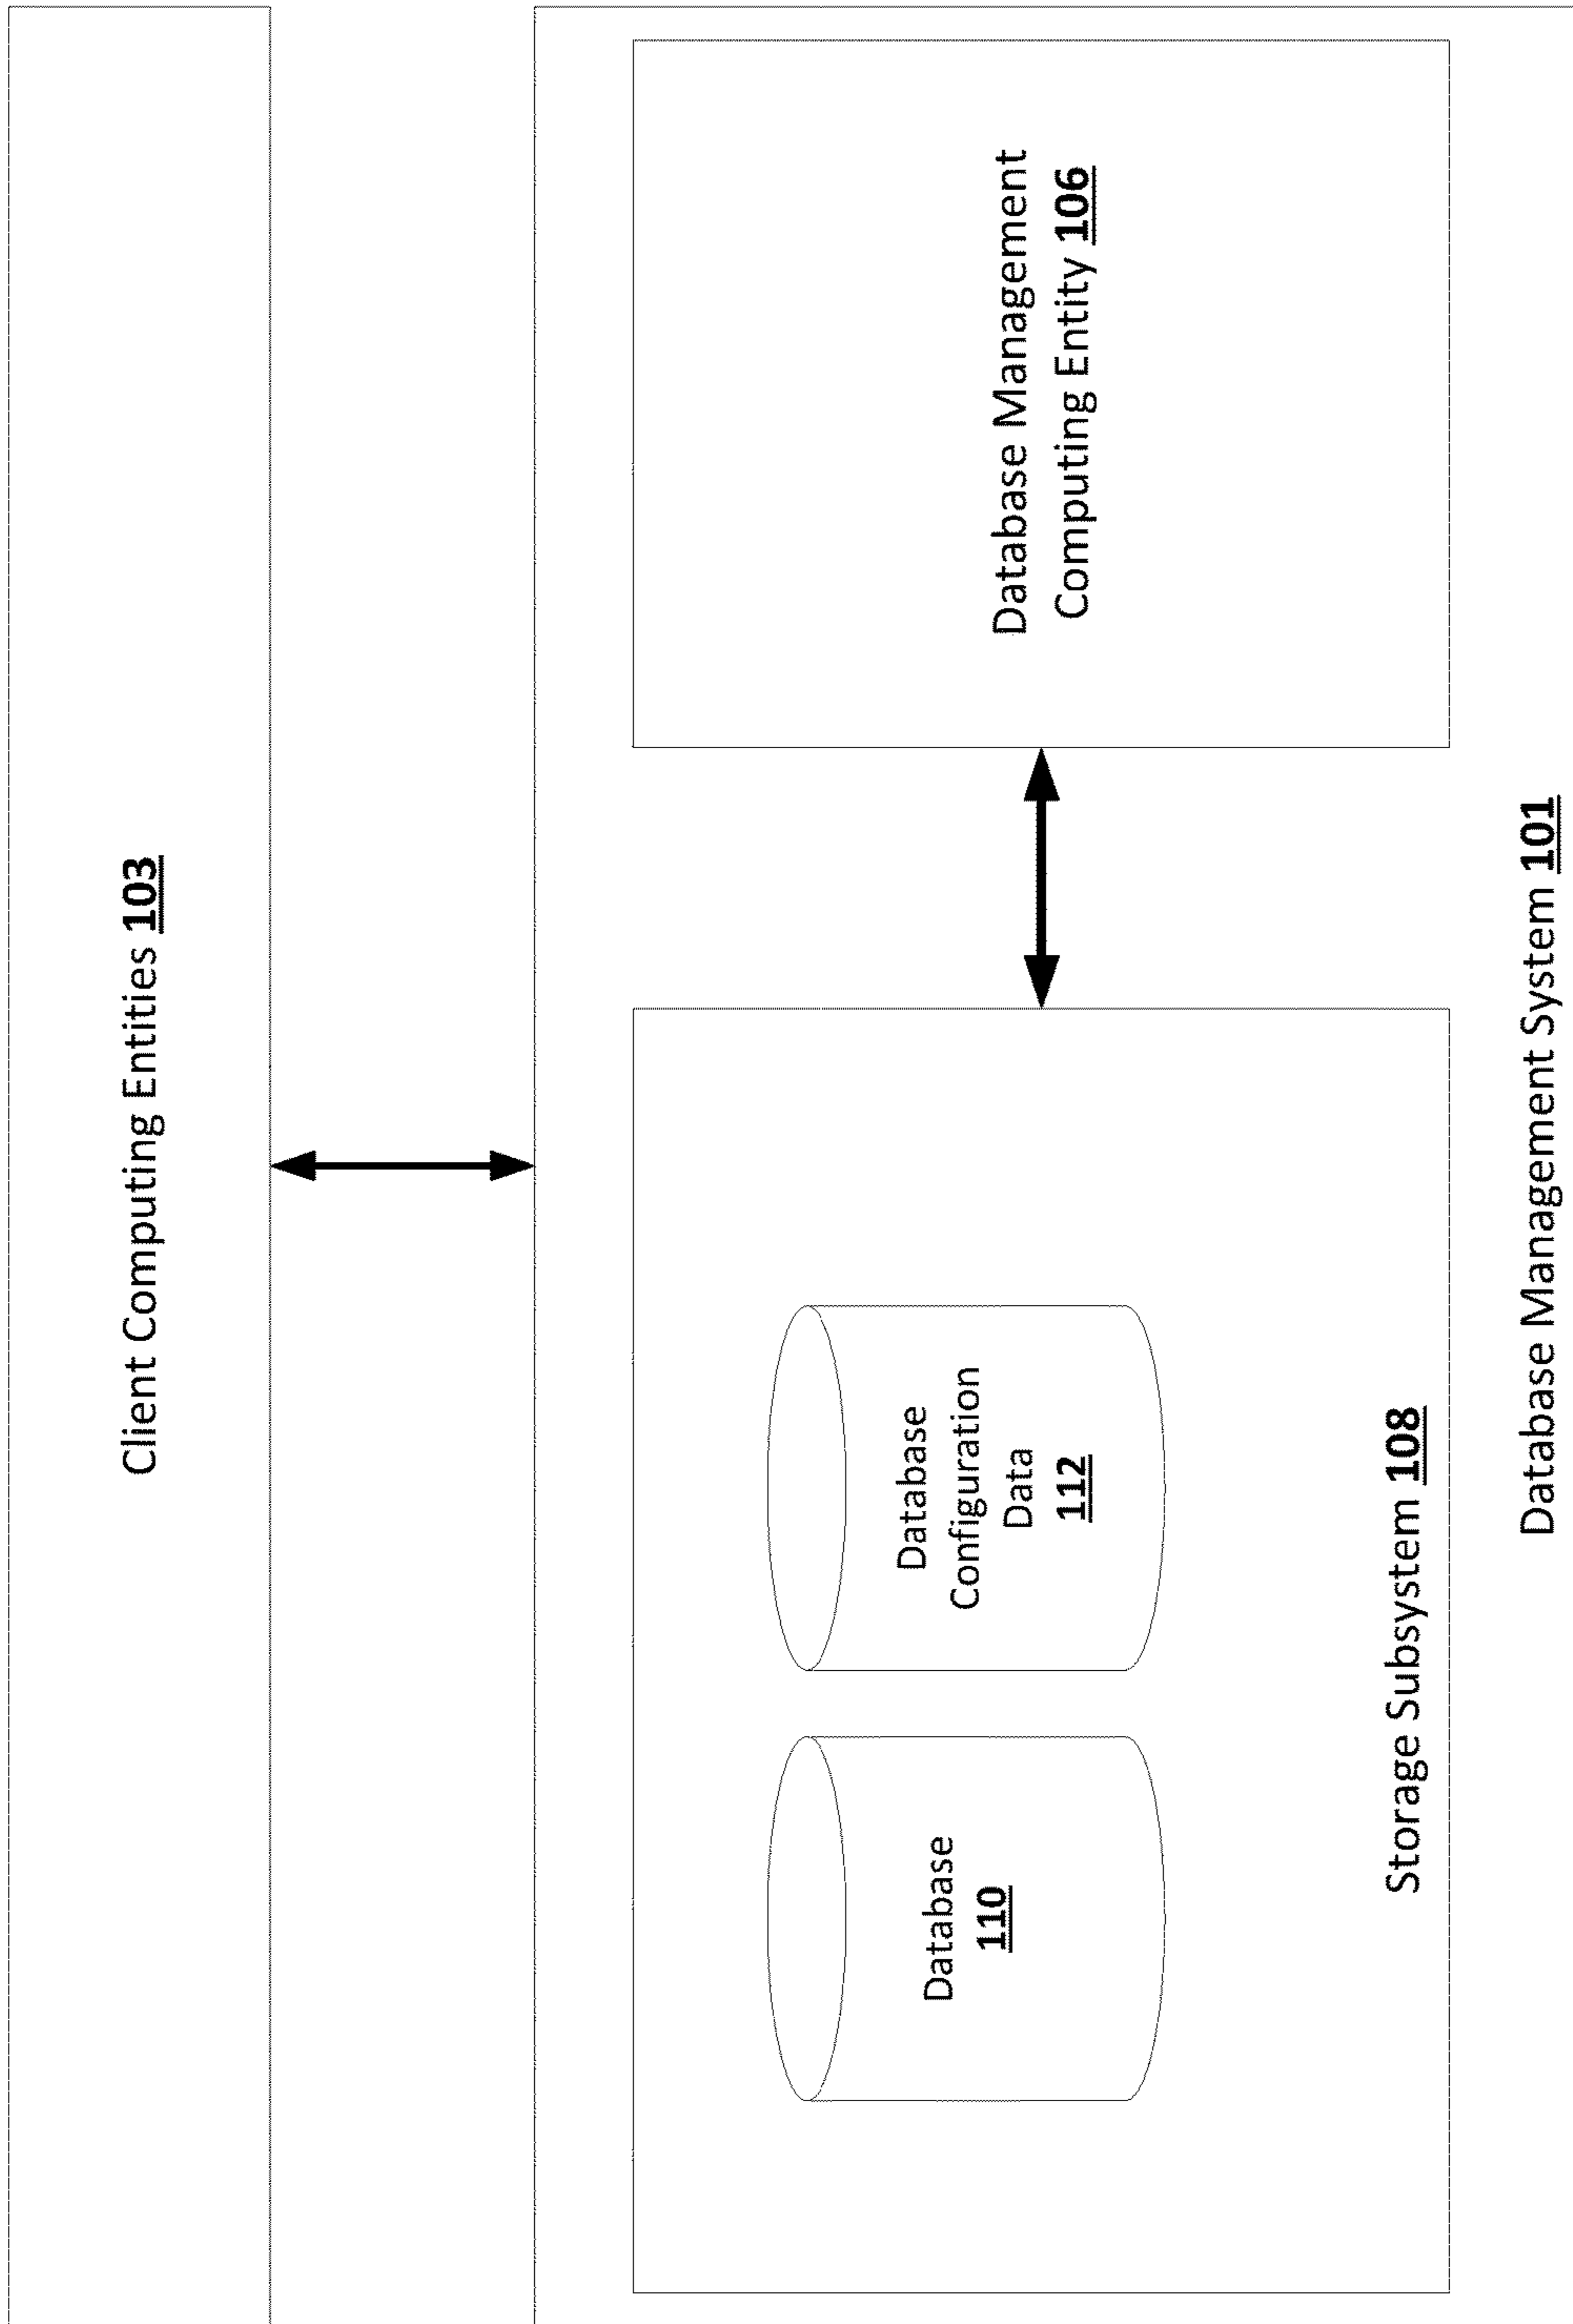 Client Computing Entities 103
Database
110
Database
Configuration
Data
112
Storage Subsystem 108
Database Management
Computing Entity 106
Database Management System 101